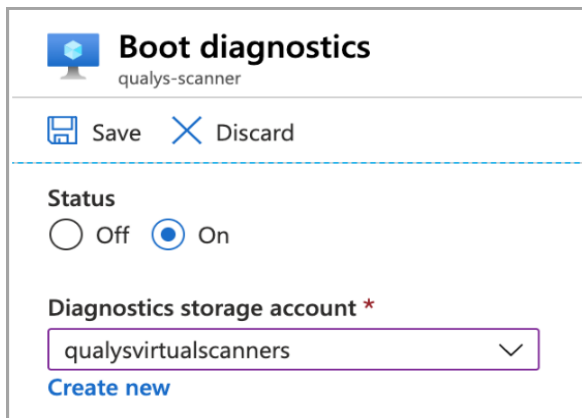 Boot diagnostics
qualys-scanner
Save Discard
Status
Off On
Diagnostics storage account *
qualysvirtualscanners
Create new